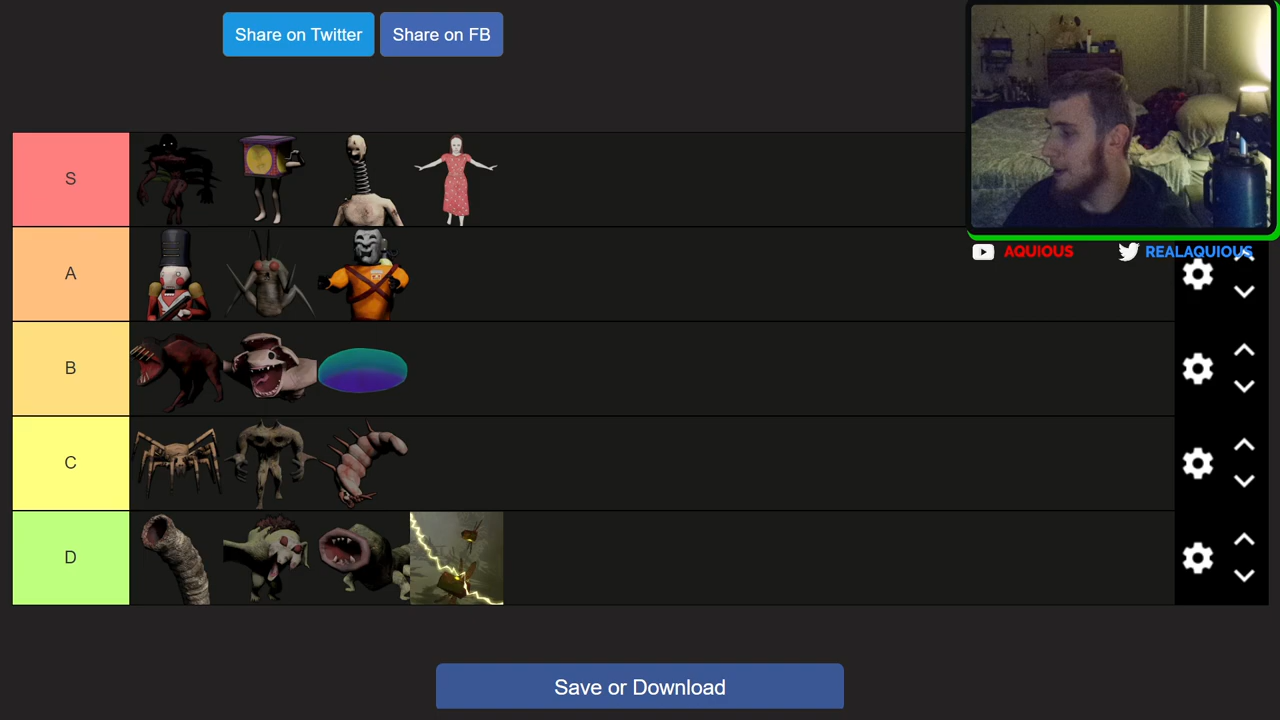 Share on Twitter Share on FB
S
AQUIOUS REALAQUIOUS
A
B
C
D
Save or Download